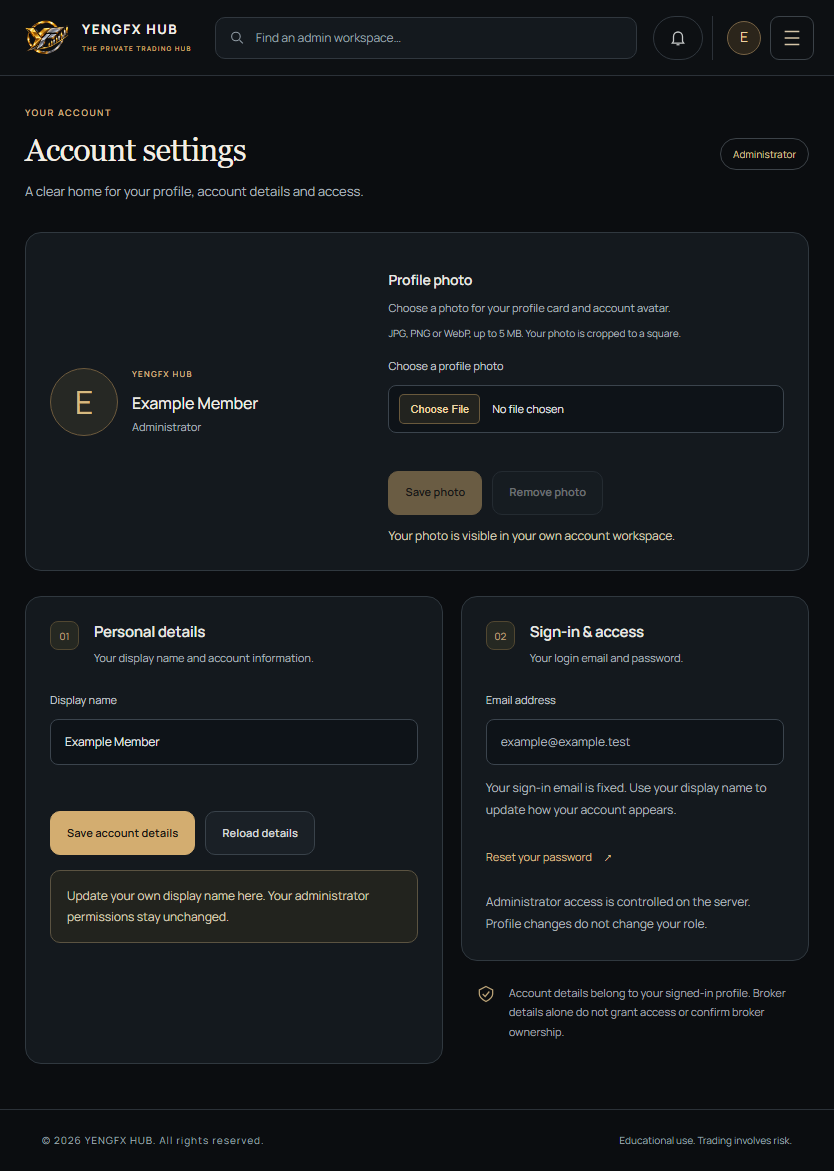 YENGFX HUB
THE PRIVATE TRADING HUB
Find an admin workspace...
E
YOUR ACCOUNT
Account settings
Administrator
A clear home for your profile, account details and access.
Profile photo
Choose a photo for your profile card and account avatar.
JPG, PNG or WebP, up to 5 MB. Your photo is cropped to a square.
Choose a profile photo
E
YENGFX HUB
Example Member
Administrator
Choose File No file chosen
Save photo Remove photo
Your photo is visible in your own account workspace.
01 Personal details
Your display name and account information.
Display name
Example Member
Save account details Reload details
Update your own display name here. Your administrator
permissions stay unchanged.
02 Sign-in & access
Your login email and password.
Email address
example@example.test
Your sign-in email is fixed. Use your display name to
update how your account appears.
Reset your password ↗
Administrator access is controlled on the server.
Profile changes do not change your role.
Account details belong to your signed-in profile. Broker
details alone do not grant access or confirm broker
ownership.
© 2026 YENGFX HUB. All rights reserved.
Educational use. Trading involves risk.